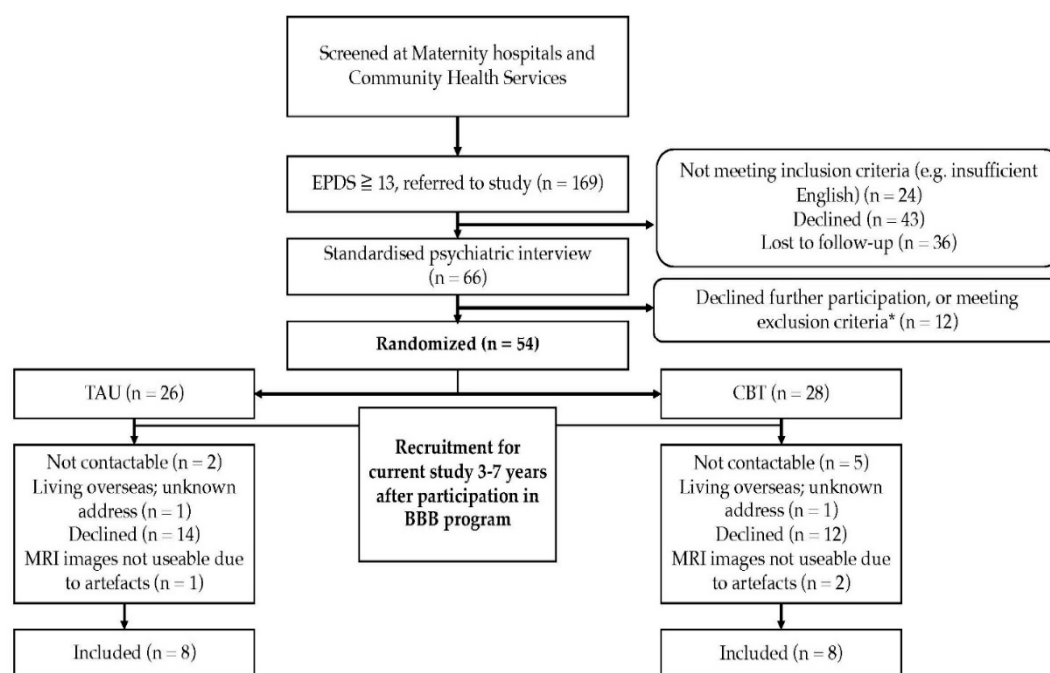 Screened at Maternity hospitals and
Community Health Services
EPDS ≧ 13, referred to study (n = 169)
Not meeting inclusion criteria (e.g. insufficient
English) (n = 24)
Declined (n = 43)
Lost to follow-up (n = 36)
Standardised psychiatric interview
(n = 66)
Declined further participation, or meeting
exclusion criteria* (n = 12)
Randomized (n = 54)
TAU (n = 26)
CBT (n = 28)
Recruitment for
current study 3-7 years
after participation in
BBB program
Not contactable (n = 2)
Living overseas; unknown
address (n = 1)
Declined (n = 14)
MRI images not useable due
to artefacts (n = 1)
Not contactable (n = 5)
Living overseas; unknown
address (n = 1)
Declined (n = 12)
MRI images not useable due
to artefacts (n = 2)
Included (n = 8)
Included (n = 8)